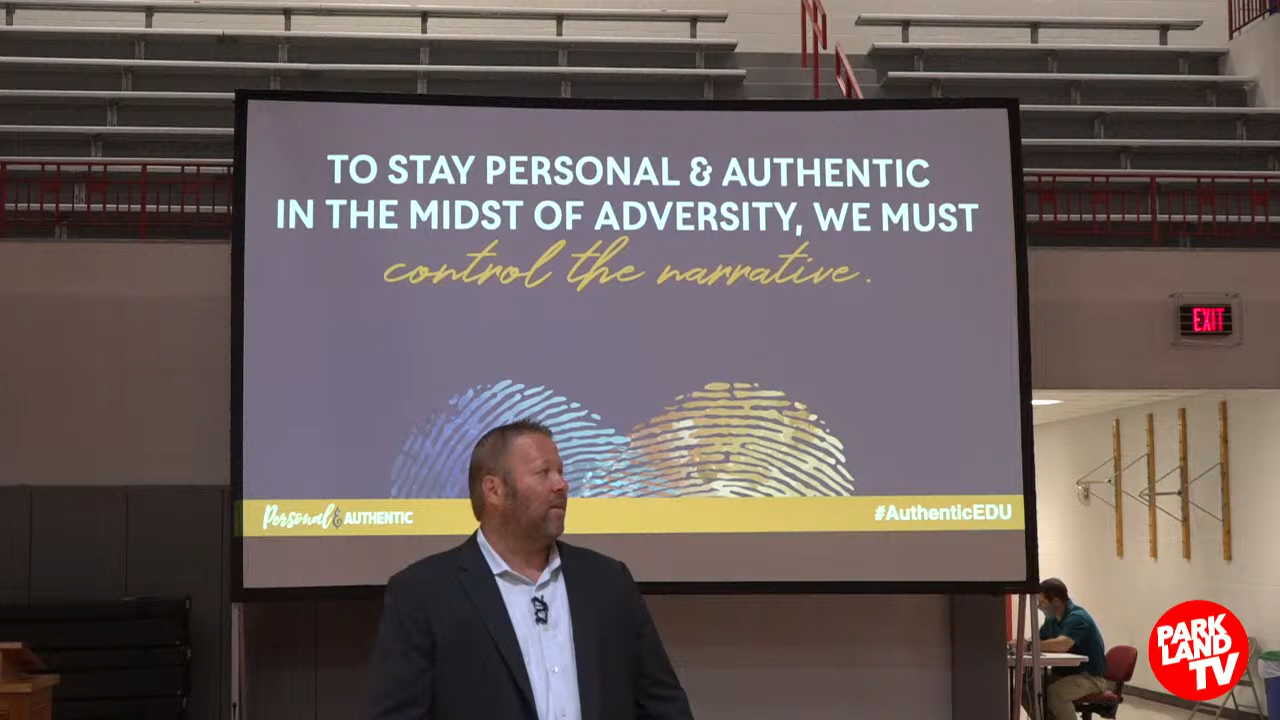 TO STAY PERSONAL & AUTHENTIC
IN THE MIDST OF ADVERSITY, WE MUST
control the narrative.
EXIT
Personal & AUTHENTIC
#AuthenticEDU
PARK
LAND
TV